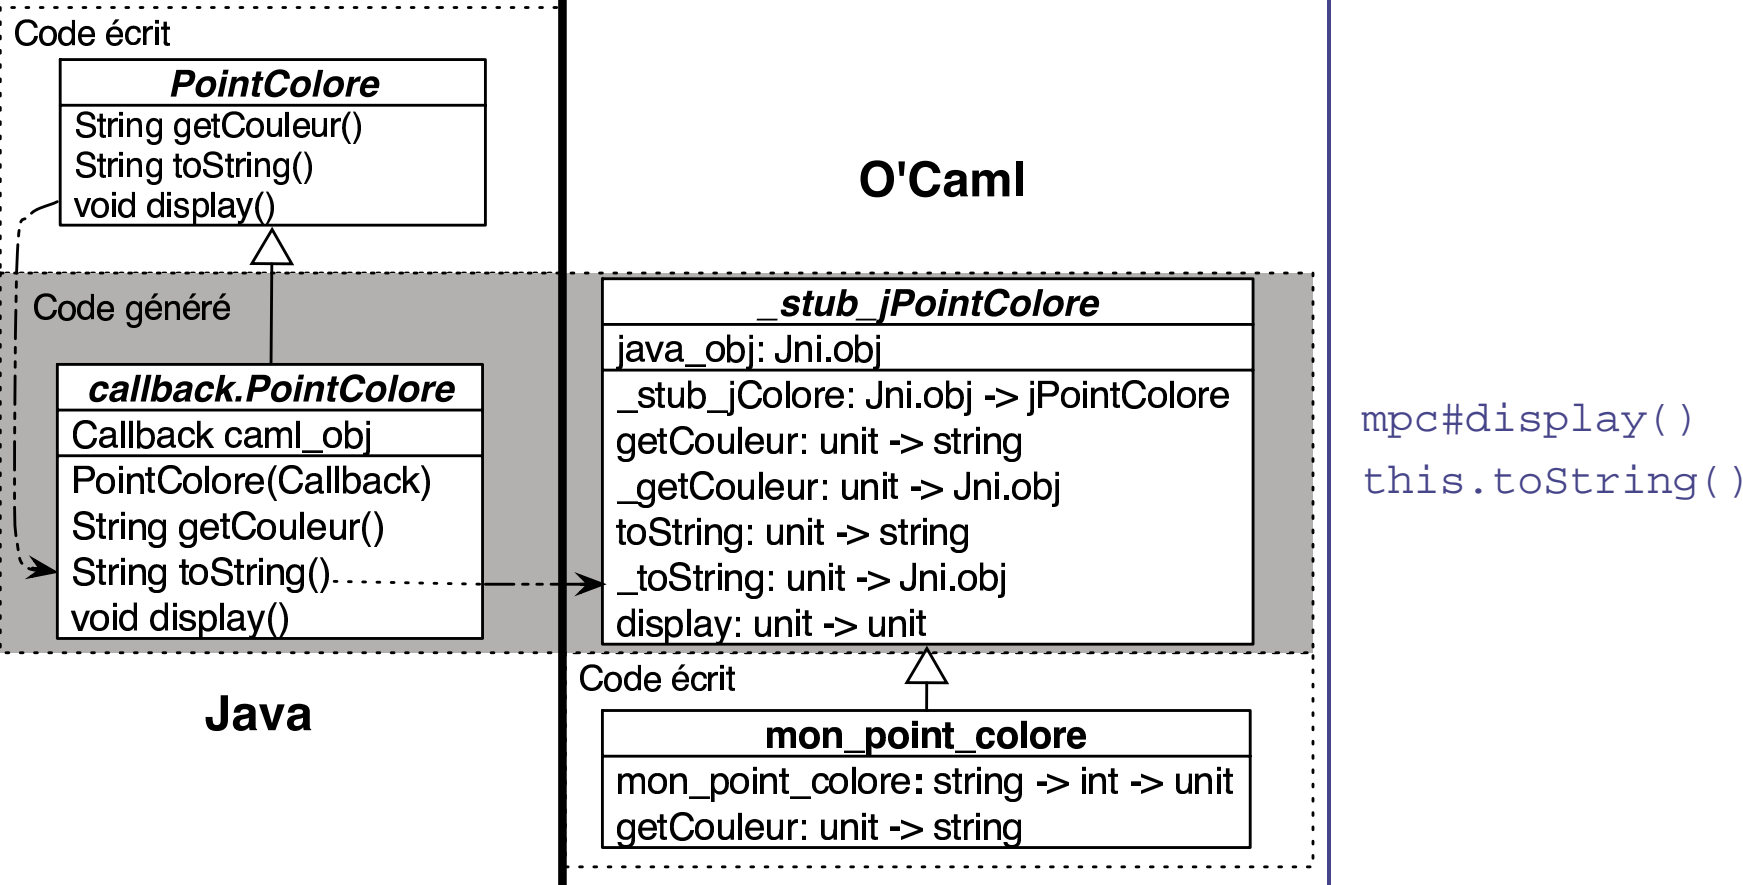 Code écrit
PointColore
String getCouleur()
String toString()
void display()
Code généré
callback.PointColore
Callback caml_obj
PointColore(Callback)
String getCouleur()
String toString()
void display()
Java
O'Caml
_stub_jPointColore
java_obj: Jni.obj
_stub_jColore: Jni.obj -> jPointColore
getCouleur: unit -> string
_getCouleur: unit -> Jni.obj
toString: unit -> string
_toString: unit -> Jni.obj
display: unit -> unit
Code écrit
mon_point_colore
mon_point_colore: string -> int -> unit
getCouleur: unit -> string
mpc#display()
this.toString()